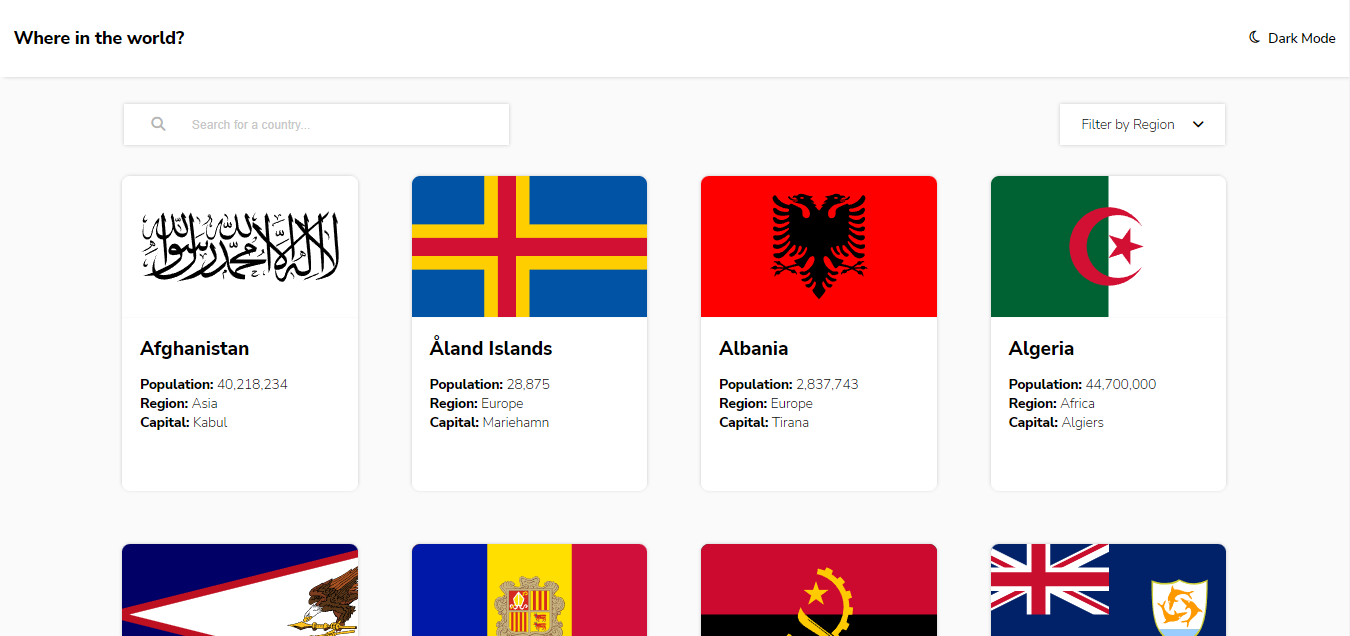 Where in the world?
Dark Mode
Search for a country...
Filter by Region
لا إله إلا الله محمد رسول الله
Afghanistan
Population: 40,218,234
Region: Asia
Capital: Kabul
Åland Islands
Population: 28,875
Region: Europe
Capital: Mariehamn
Albania
Population: 2,837,743
Region: Europe
Capital: Tirana
Algeria
Population: 44,700,000
Region: Africa
Capital: Algiers